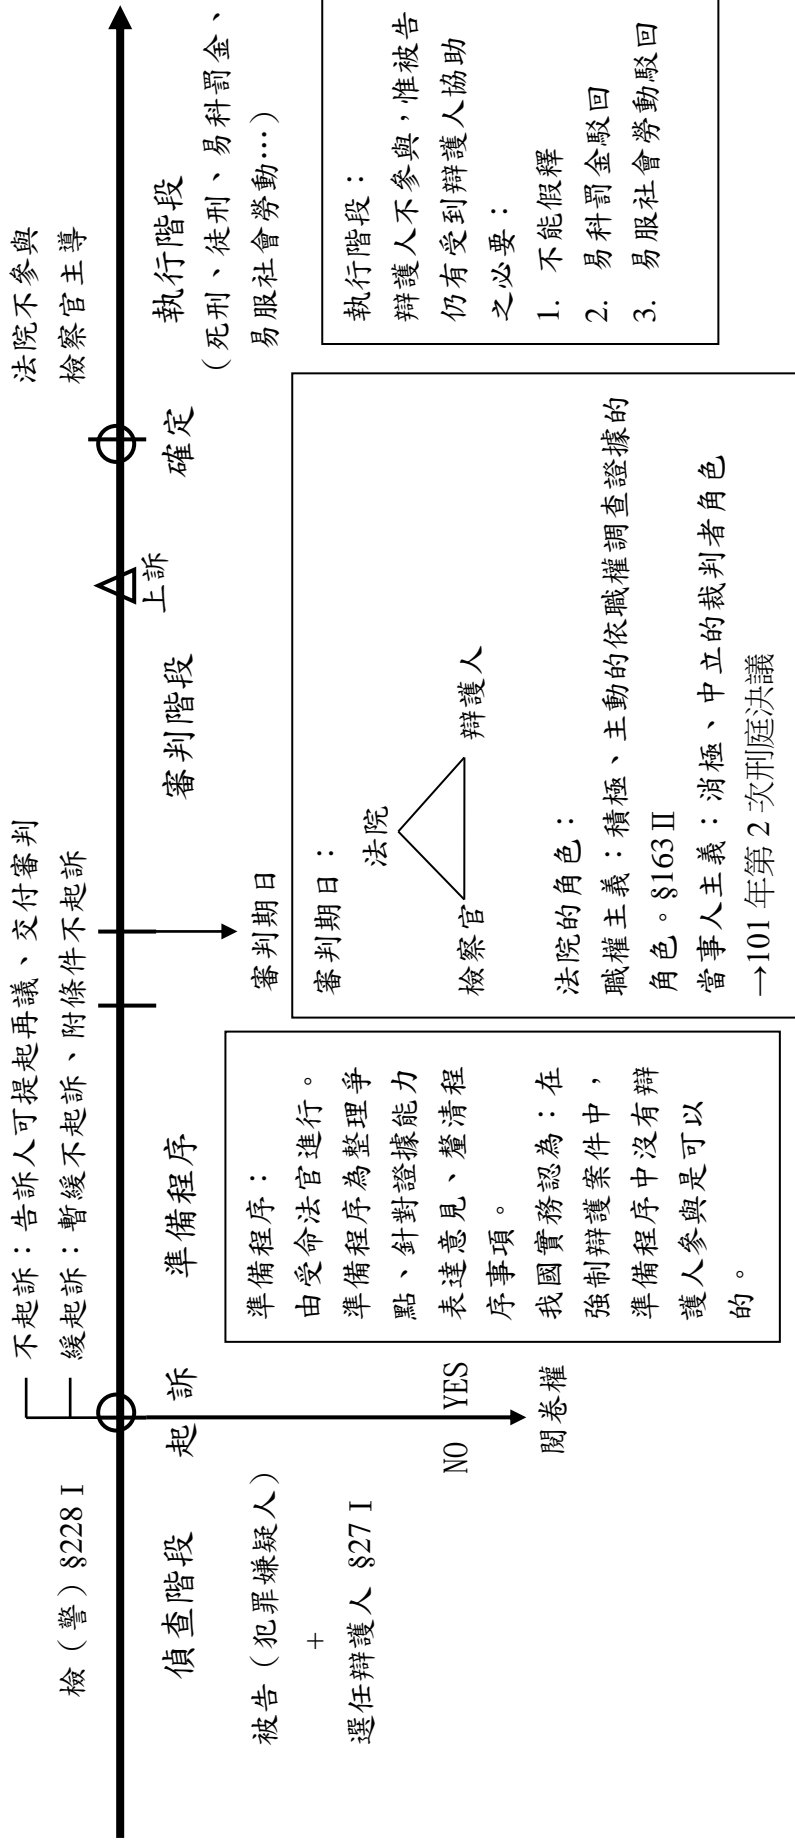 檢（警）§228 I
不起訴：告訴人可提起再議、交付審判
緩起訴：暫緩不起訴、附條件不起訴
法院不參與
檢察官主導
偵查階段
起 訴
準備程序
審判階段
上訴
確定
執行階段
（死刑、徒刑、易科罰金、
易服社會勞動…）
被告（犯罪嫌疑人）
+
選任辯護人 §27 I
NO YES
閱卷權
準備程序：
由受命法官進行。
準備程序為整理爭
點、針對證據能力
表達意見、釐清程
序事項。
我國實務認為：在
強制辯護案件中，
準備程序中沒有辯
護人參與是可以
的。
審判期日
審判期日：
法院
檢察官
辯護人
法院的角色：
職權主義：積極、主動的依職權調查證據的
角色。§163 II
當事人主義：消極、中立的裁判者角色
→101 年第 2 次刑庭決議
執行階段：
辯護人不參與，惟被告
仍有受到辯護人協助
之必要：
1. 不能假釋
2. 易科罰金駁回
3. 易服社會勞動駁回